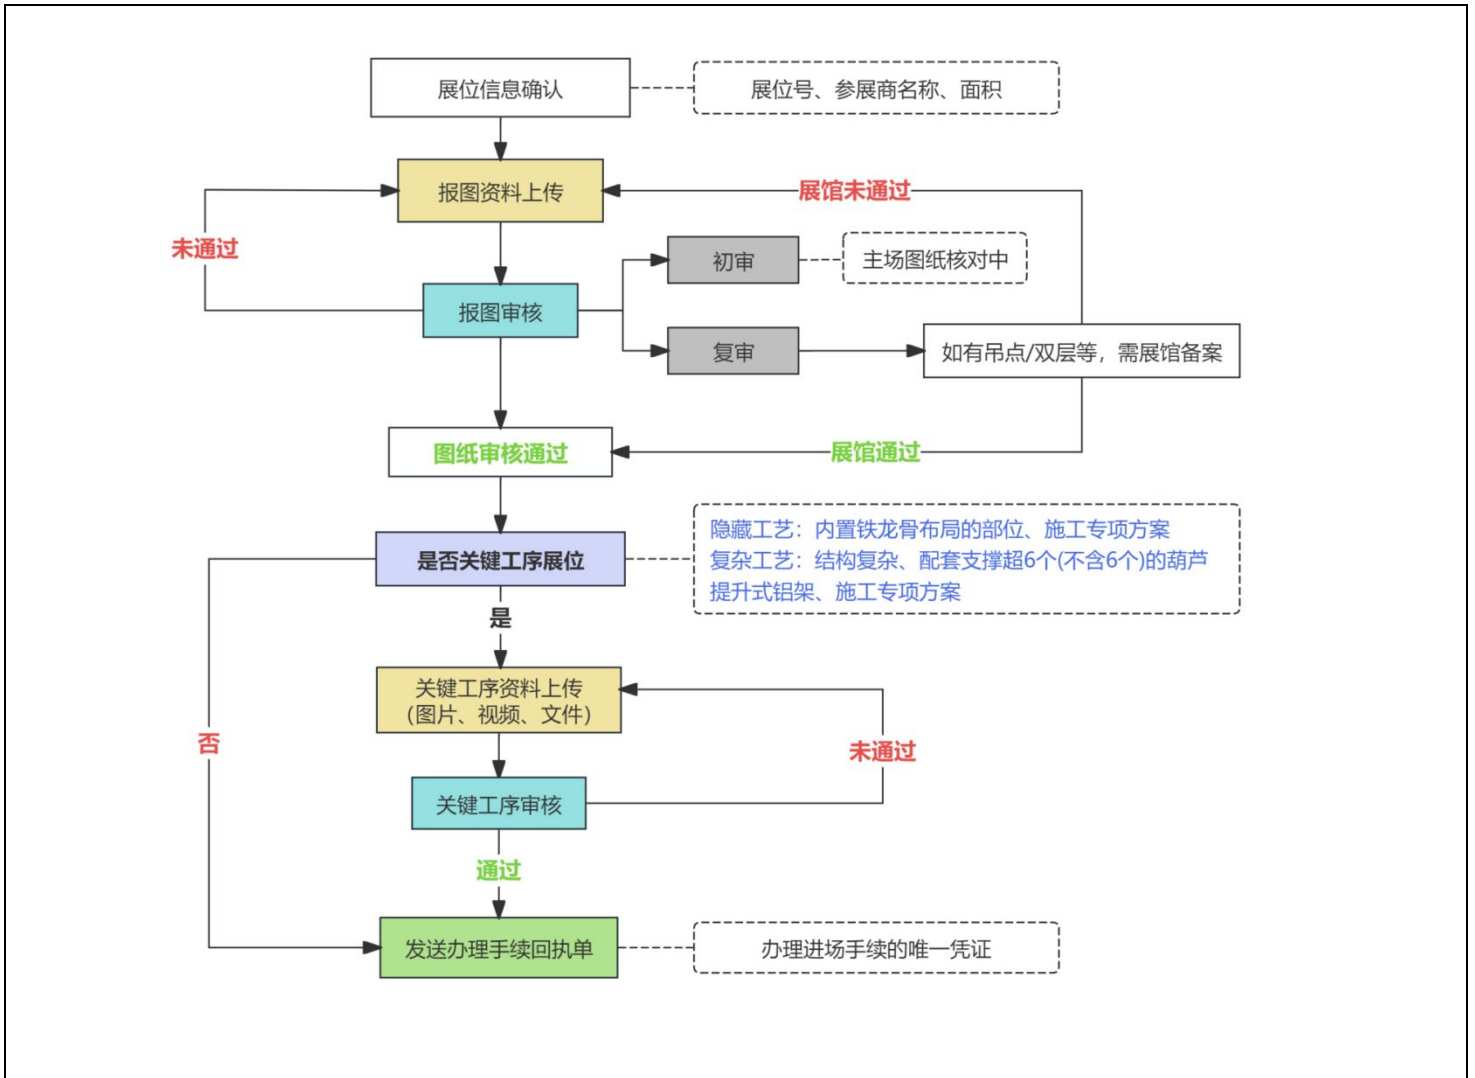 展位信息确认
展位号、参展商名称、面积
报图资料上传
展馆未通过
未通过
初审
主场图纸核对中
报图审核
复审
如有吊点/双层等，需展馆备案
图纸审核通过
展馆通过
是否关键工序展位
隐藏工艺：内置铁龙骨布局的部位、施工专项方案
复杂工艺：结构复杂、配套支撑超6个(不含6个)的葫芦
提升式铝架、施工专项方案
是
关键工序资料上传
（图片、视频、文件）
否
未通过
关键工序审核
通过
发送办理手续回执单
办理进场手续的唯一凭证